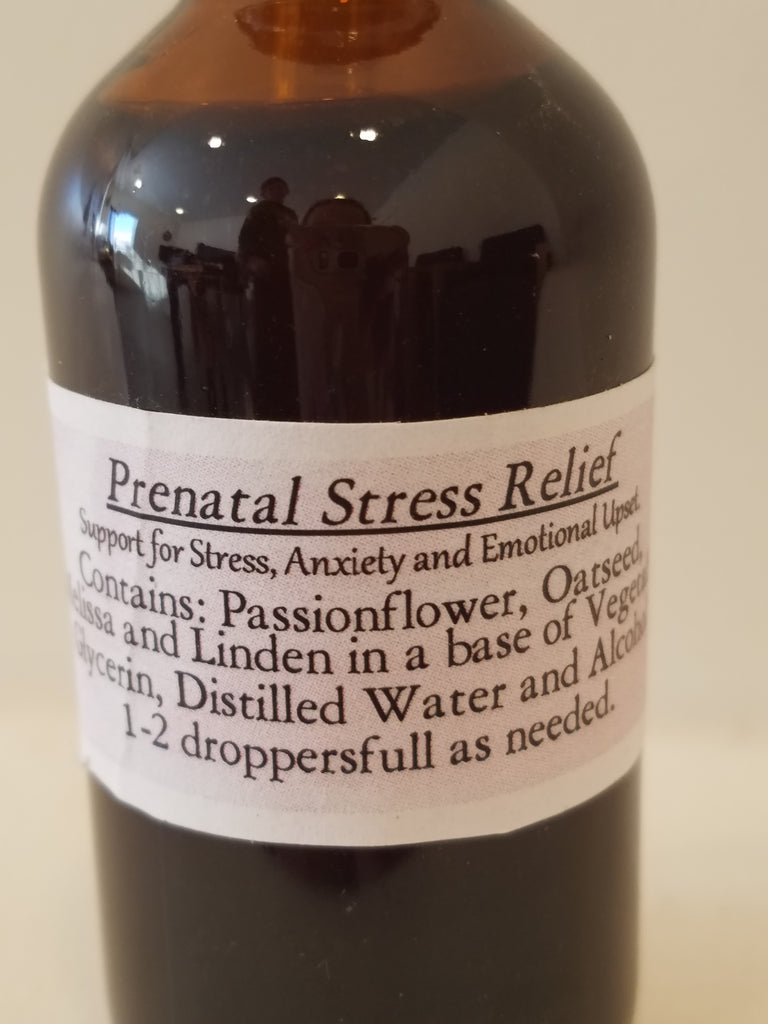 Prenatal Stress Relief
Support for Stress, Anxiety and Emotional Upset.
Contains: Passionflower, Oatseed,
and Linden in a base of
Distilled Water and
1-2 droppersfull as needed.